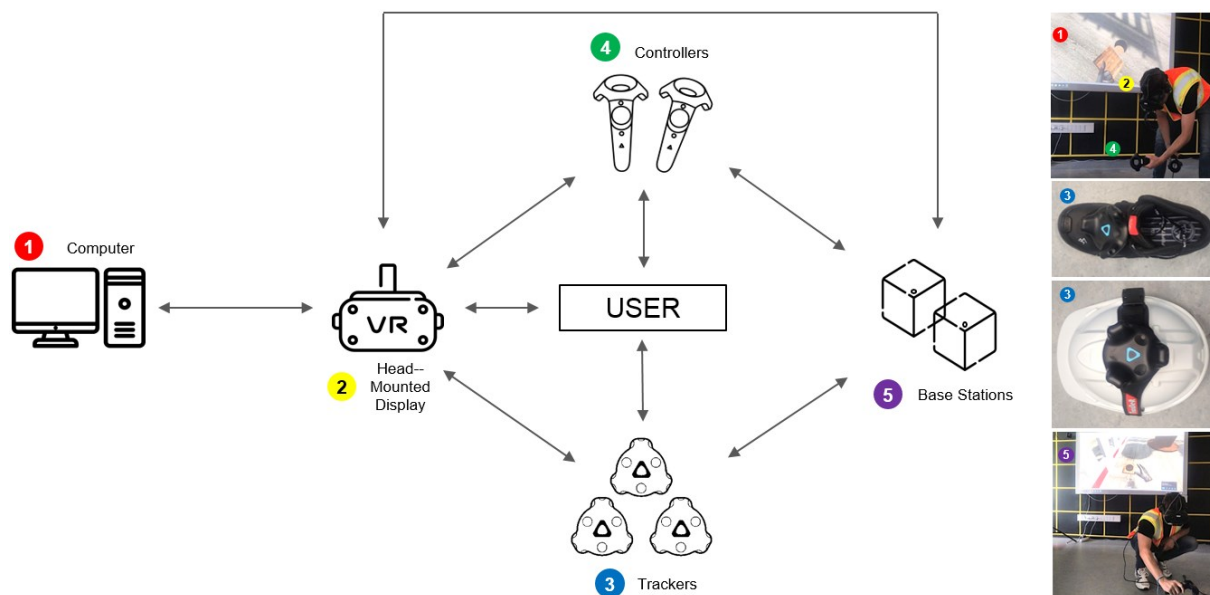 4
Controllers
1
Computer
VR
USER
2
Head--
Mounted
Display
5
Base Stations
3
Trackers
1
2
4
3
3
5